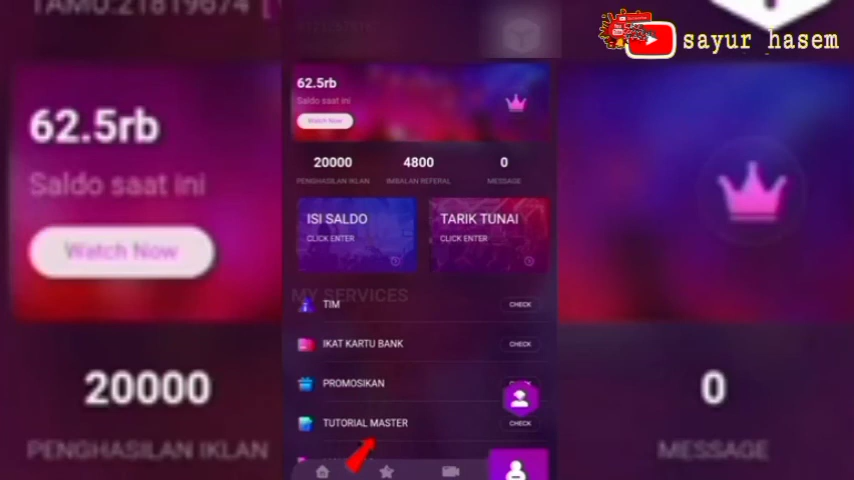 TAMU:21819674
sayur hasem
62.5rb
Saldo saat ini
Watch Now
20000
PENGHASILAN IKLAN
62.5rb
Saldo saat ini
Watch Now
20000 4800 0
PENGHASILAN IKLAN IMBALAN REFERAL MESSAGE
ISI SALDO TARIK TUNAI
CLICK ENTER CLICK ENTER
MY SERVICES
TIM CHECK
IKAT KARTU BANK CHECK
PROMOSIKAN
TUTORIAL MASTER CHECK
0
MESSAGE